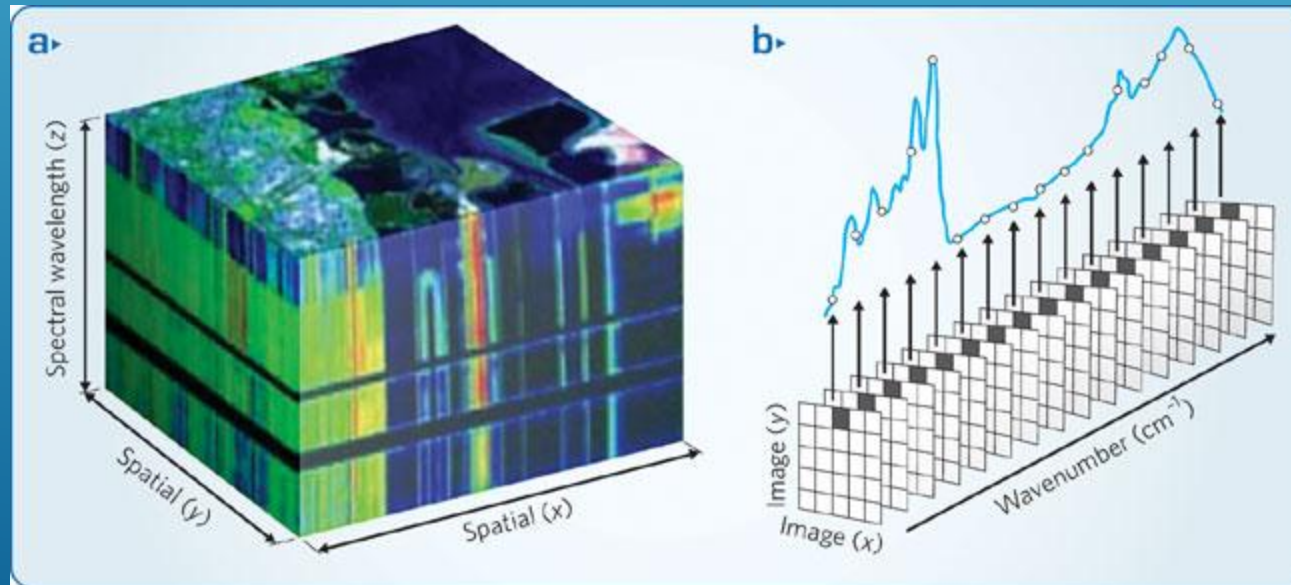 a▸
Spectral wavelength (z)
Spatial (y)
Spatial (x)
b▸
Image (y)
Image (x)
Wavenumber (cm⁻¹)